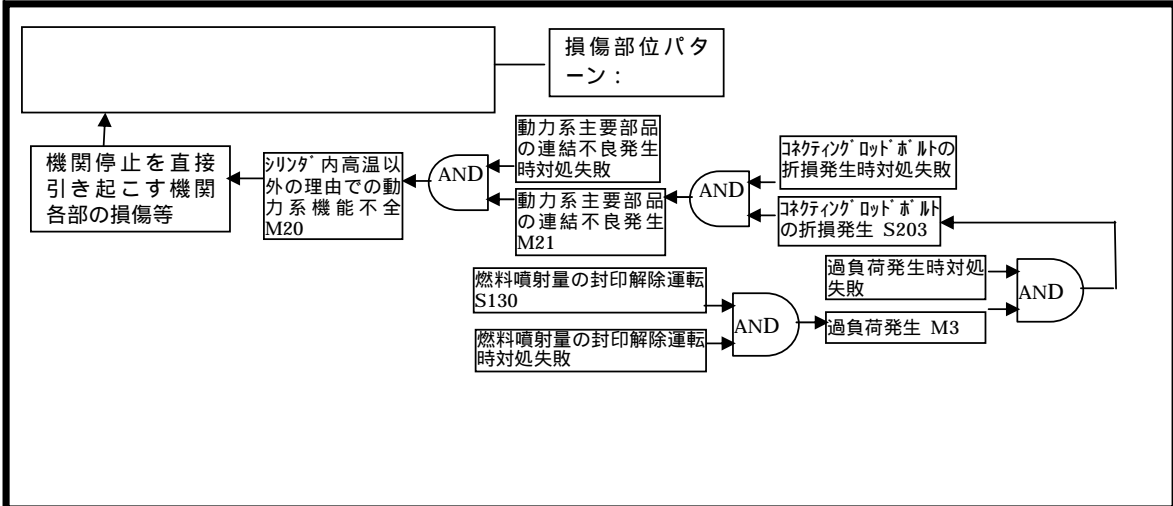 損傷部位パタ
ーン：
機関停止を直接
引き起こす機関
各部の損傷等
ｼﾘﾝﾀﾞ内高温以
外の理由での動
力系機能不全
M20
AND
動力系主要部品
の連結不良発生
時対処失敗
動力系主要部品
の連結不良発生
M21
AND
ｺﾈｸﾃｨﾝｸﾞﾛｯﾄﾞﾎﾞﾙﾄの
折損発生時対処失敗
ｺﾈｸﾃｨﾝｸﾞﾛｯﾄﾞﾎﾞﾙﾄ
の折損発生 S203
燃料噴射量の封印解除運転
S130
燃料噴射量の封印解除運転
時対処失敗
AND
過負荷発生時対処
失敗
過負荷発生 M3
AND